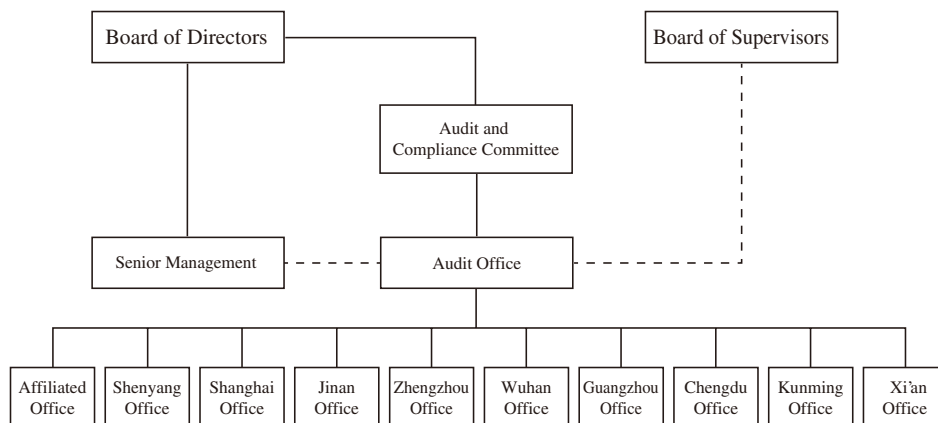 Board of Directors
Board of Supervisors
Audit and
Compliance Committee
Senior Management
Audit Office
Affiliated
Office
Shenyang
Office
Shanghai
Office
Jinan
Office
Zhengzhou
Office
Wuhan
Office
Guangzhou
Office
Chengdu
Office
Kunming
Office
Xi'an
Office